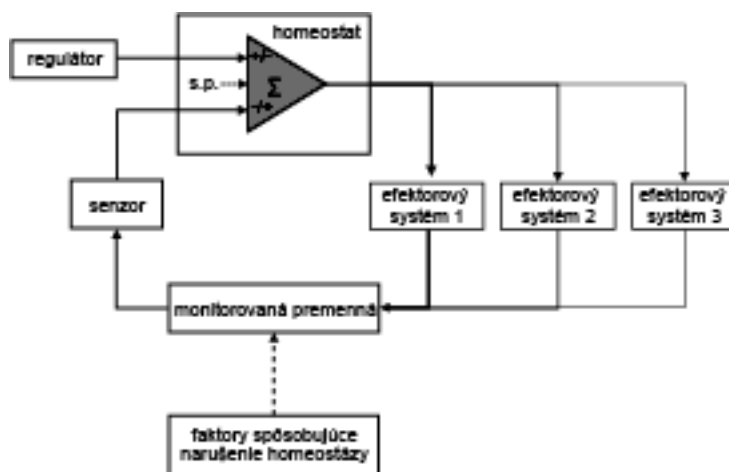 homeostat
regulátor
s.p.
Σ
senzor
efektorový
systém 1
efektorový
systém 2
efektorový
systém 3
monitorovaná premenná
faktory spôsobujúce
narušenie homeostázy